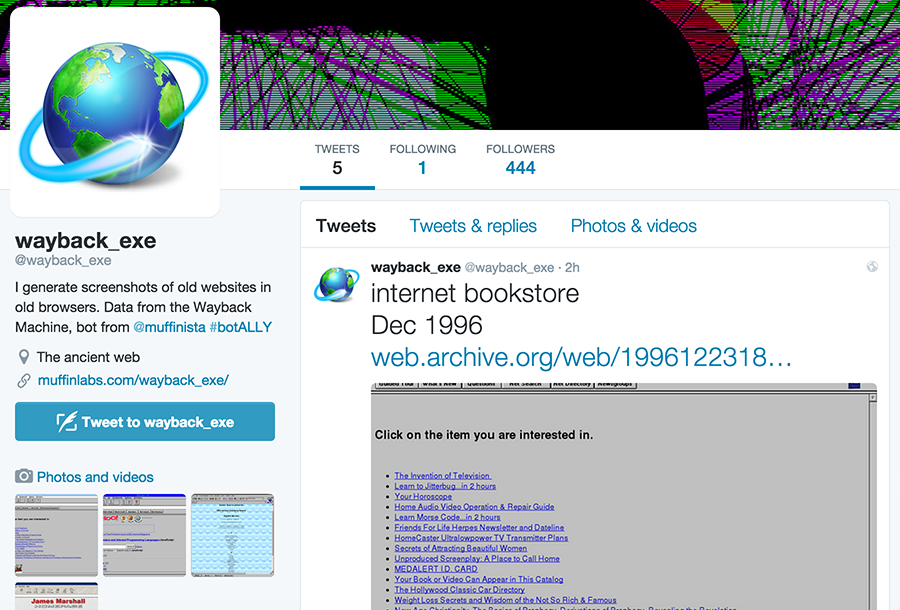 TWEETS
5
FOLLOWING
1
FOLLOWERS
444
wayback_exe
@wayback_exe
I generate screenshots of old websites in
old browsers. Data from the Wayback
Machine, bot from @muffinista #botALLY
The ancient web
muffinlabs.com/wayback_exe/
Tweet to wayback_exe
Photos and videos
James Marshall
Tweets
Tweets & replies
Photos & videos
wayback_exe @wayback_exe · 2h
internet bookstore
Dec 1996
web.archive.org/web/1996122318…
Guided Tour What's New Questions Net Search Net Directory Newsgroups
Click on the item you are interested in.
The Invention of Television.
Learn to Jitterbug...in 2 hours
Your Horoscope
Home Audio Video Operation & Repair Guide
Learn Morse Code...in 2 hours
Friends For Life Herpes Newsletter and Dateline
HomeCaster Ultralowpower TV Transmitter Plans
Secrets of Attracting Beautiful Women
Unproduced Screenplay: A Place to Call Home
MEDALERT I.D. CARD
Your Book or Video Can Appear in This Catalog
The Hollywood Classic Car Directory
Weight Loss Secrets and Wisdom of the Not So Rich & Famous